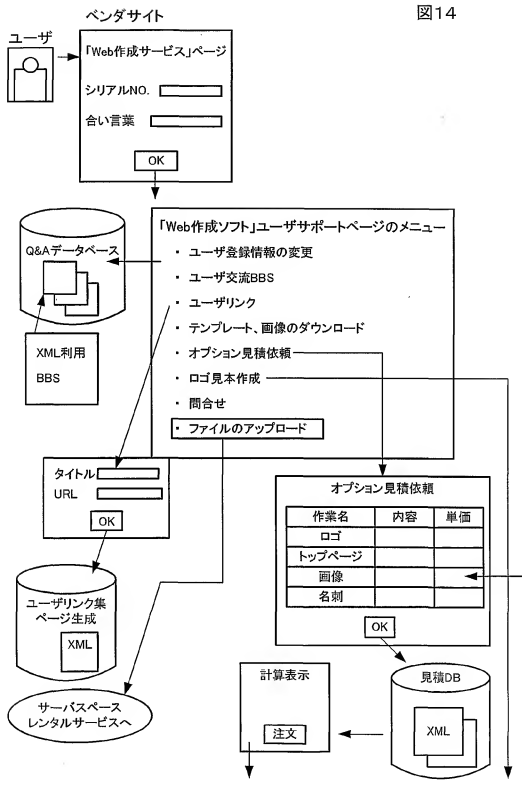 ベンダサイト
図14
ユーザ
「Web作成サービス」ページ
シリアルNO.
合い言葉
OK
「Web作成ソフト」ユーザサポートページのメニュー
・ ユーザ登録情報の変更
・ ユーザ交流BBS
・ ユーザリンク
・ テンプレート、画像のダウンロード
・ オプション見積依頼
・ ロゴ見本作成
・ 問合せ
・ ファイルのアップロード
Q&Aデータベース
XML利用
BBS
タイトル
URL
OK
オプション見積依頼
作業名 内容 単価
ロゴ
トップページ
画像
名刺
OK
ユーザリンク集
ページ生成
XML
サーバスペース
レンタルサービスへ
計算表示
注文
見積DB
XML